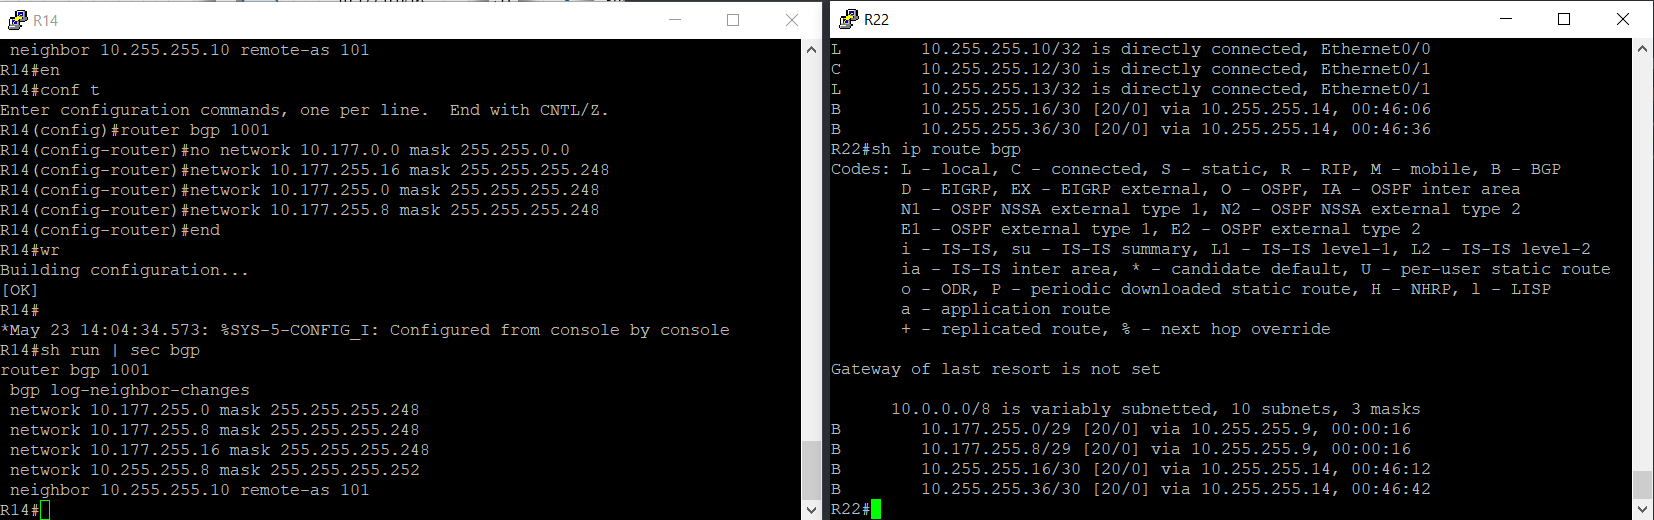 R14
neighbor 10.255.255.10 remote-as 101
R14#en
R14#conf t
Enter configuration commands, one per line.  End with CNTL/Z.
R14(config)#router bgp 1001
R14(config-router)#no network 10.177.0.0 mask 255.255.0.0
R14(config-router)#network 10.177.255.16 mask 255.255.255.248
R14(config-router)#network 10.177.255.0 mask 255.255.255.248
R14(config-router)#network 10.177.255.8 mask 255.255.255.248
R14(config-router)#end
R14#wr
Building configuration...
[OK]
R14#
*May 23 14:04:34.573: %SYS-5-CONFIG_I: Configured from console by console
R14#sh run | sec bgp
router bgp 1001
bgp log-neighbor-changes
network 10.177.255.0 mask 255.255.255.248
network 10.177.255.8 mask 255.255.255.248
network 10.177.255.16 mask 255.255.255.248
network 10.255.255.8 mask 255.255.255.252
neighbor 10.255.255.10 remote-as 101
R14#
R22
L        10.255.255.10/32 is directly connected, Ethernet0/0
C        10.255.255.12/30 is directly connected, Ethernet0/1
L        10.255.255.13/32 is directly connected, Ethernet0/1
B        10.255.255.16/30 [20/0] via 10.255.255.14, 00:46:06
B        10.255.255.36/30 [20/0] via 10.255.255.14, 00:46:36
R22#sh ip route bgp
Codes: L - local, C - connected, S - static, R - RIP, M - mobile, B - BGP
D - EIGRP, EX - EIGRP external, O - OSPF, IA - OSPF inter area
N1 - OSPF NSSA external type 1, N2 - OSPF NSSA external type 2
E1 - OSPF external type 1, E2 - OSPF external type 2
i - IS-IS, su - IS-IS summary, L1 - IS-IS level-1, L2 - IS-IS level-2
ia - IS-IS inter area, * - candidate default, U - per-user static route
o - ODR, P - periodic downloaded static route, H - NHRP, l - LISP
a - application route
+ - replicated route, % - next hop override
Gateway of last resort is not set
10.0.0.0/8 is variably subnetted, 10 subnets, 3 masks
B        10.177.255.0/29 [20/0] via 10.255.255.9, 00:00:16
B        10.177.255.8/29 [20/0] via 10.255.255.9, 00:00:16
B        10.255.255.16/30 [20/0] via 10.255.255.14, 00:46:12
B        10.255.255.36/30 [20/0] via 10.255.255.14, 00:46:42
R22#